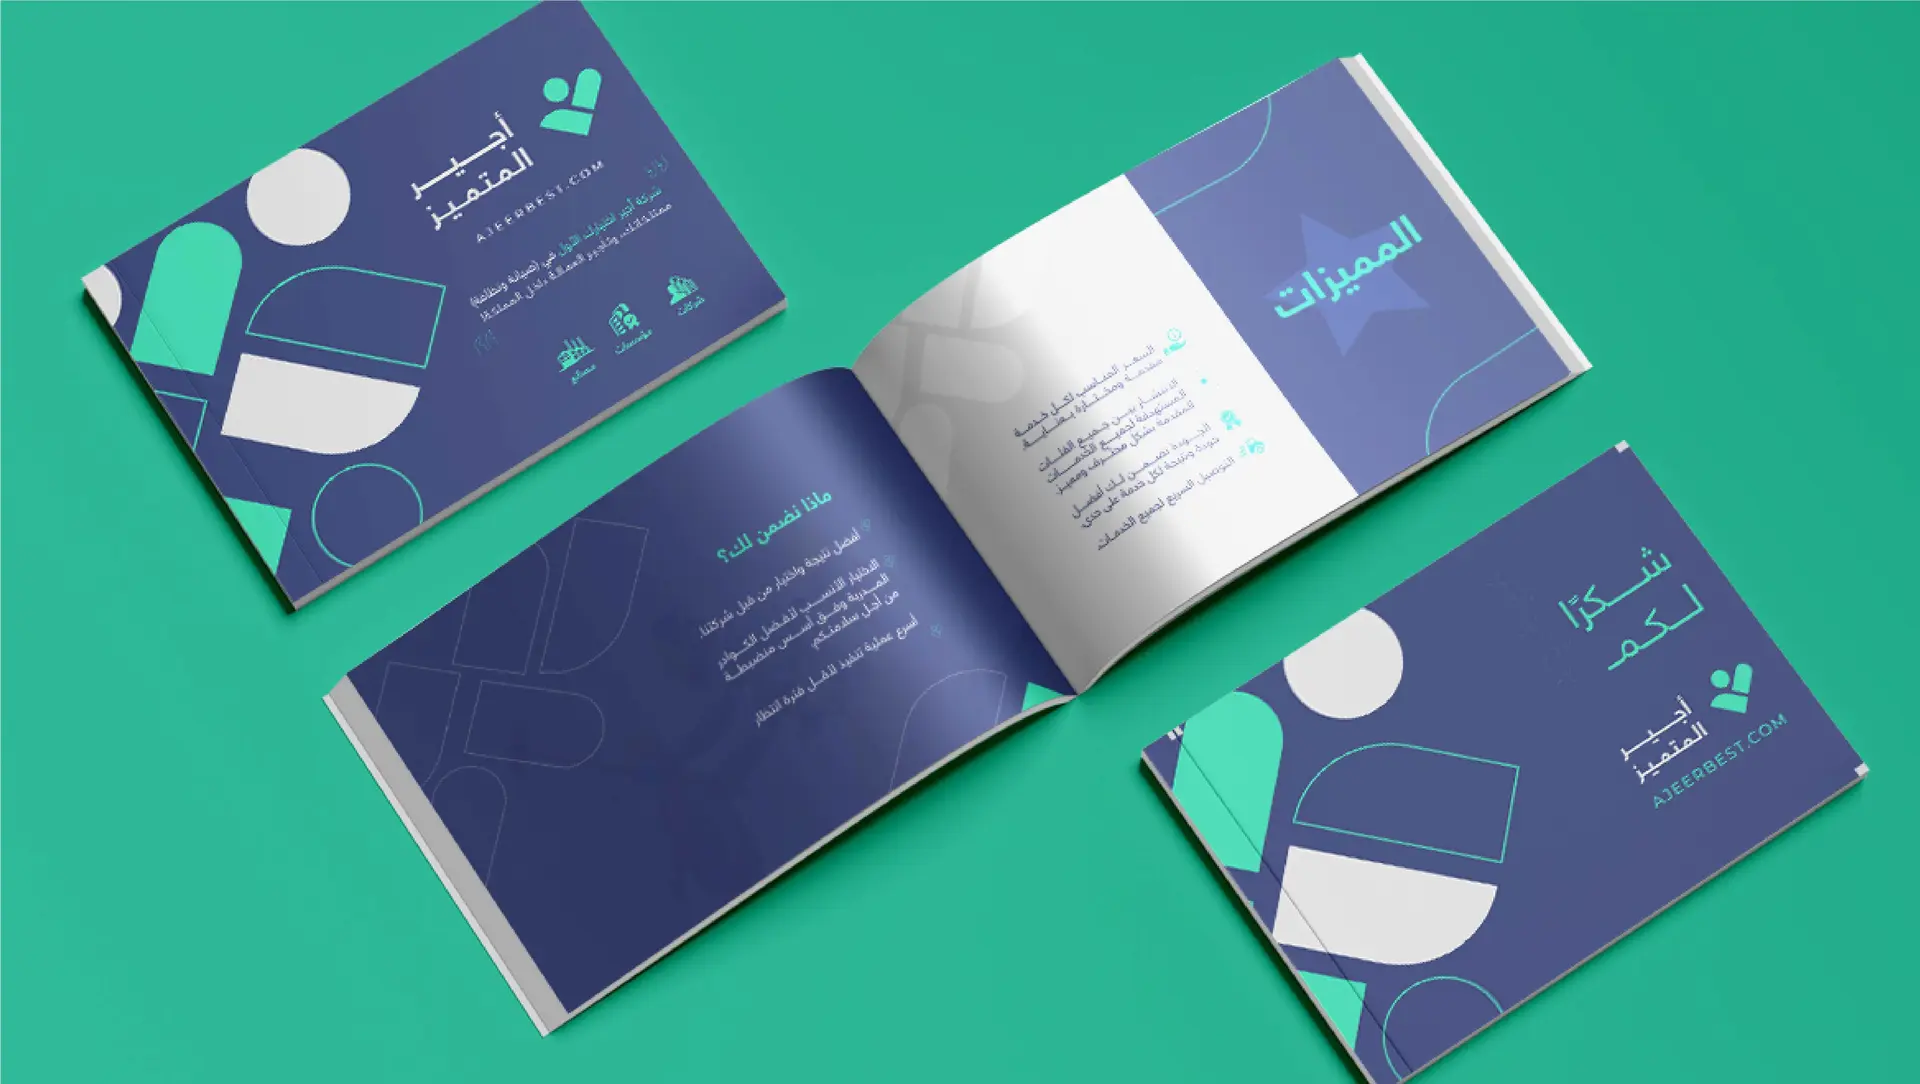 أجير
المتميز
AJEERBEST.COM
شركة أجير اختيارك الأول في (صيانة ونظافة)
ممتلكاتك، وتأجير العمالة داخل المملكة!
شركات
مؤسسات
مصانع
المميزات
السعر المناسب لكل خدمة
مقدمة ومختارة بعناية.
الانتشار بين جميع الفئات
المستهدفة لجميع الخدمات
المقدمة بشكل محترف ومميز.
الجودة نضمن لك أفضل
جودة ونتيجة لكل خدمة على حدى.
التوصيل السريع لجميع الخدمات.
ماذا نضمن لك؟
أفضل نتيجة واختيار من قبل شركتنا.
الاختيار الأنسب لأفضل الكوادر
المدربة وفق أسس منضبطة
من أجل سلامتكم.
أسرع عملية تنفيذ لأقل فترة انتظار
شكرًا
لكم
أجير
المتميز
AJEERBEST.COM